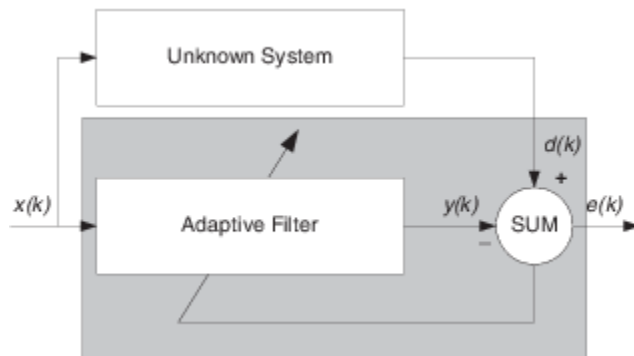 Unknown System
d(k)
+
x(k)
Adaptive Filter
y(k)
−
SUM
e(k)